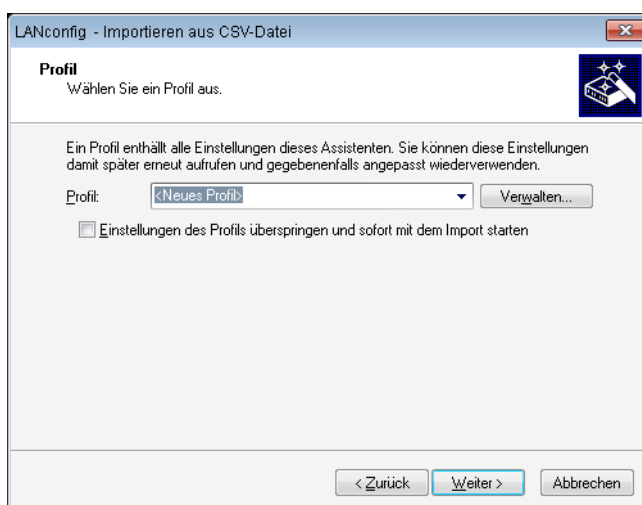 LANconfig - Importieren aus CSV-Datei
Profil
Wählen Sie ein Profil aus.
Ein Profil enthällt alle Einstellungen dieses Assistenten. Sie können diese Einstellungen
damit später erneut aufrufen und gegebenenfalls angepasst wiederverwenden.
Profil: <Neues Profil> Verwalten...
Einstellungen des Profils überspringen und sofort mit dem Import starten
< Zurück Weiter > Abbrechen